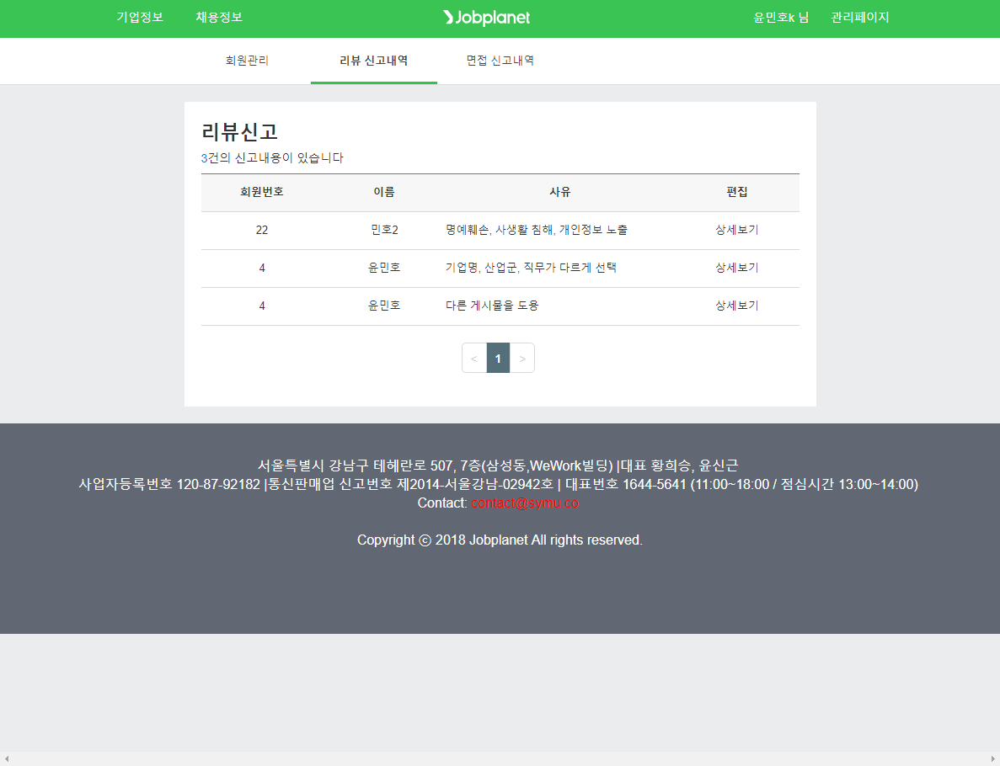 기업정보 채용정보 Jobplanet 윤민호k 님 관리페이지
회원관리 리뷰 신고내역 면접 신고내역
리뷰신고
3건의 신고내용이 있습니다
회원번호 이름 사유 편집
22 민호2 명예훼손, 사생활 침해, 개인정보 노출 상세보기
4 윤민호 기업명, 산업군, 직무가 다르게 선택 상세보기
4 윤민호 다른 게시물을 도용 상세보기
< 1 >
서울특별시 강남구 테헤란로 507, 7층(삼성동,WeWork빌딩) |대표 황희승, 윤신근
사업자등록번호 120-87-92182 |통신판매업 신고번호 제2014-서울강남-02942호 | 대표번호 1644-5641 (11:00~18:00 / 점심시간 13:00~14:00)
Contact: contact@symu.co
Copyright ⓒ 2018 Jobplanet All rights reserved.